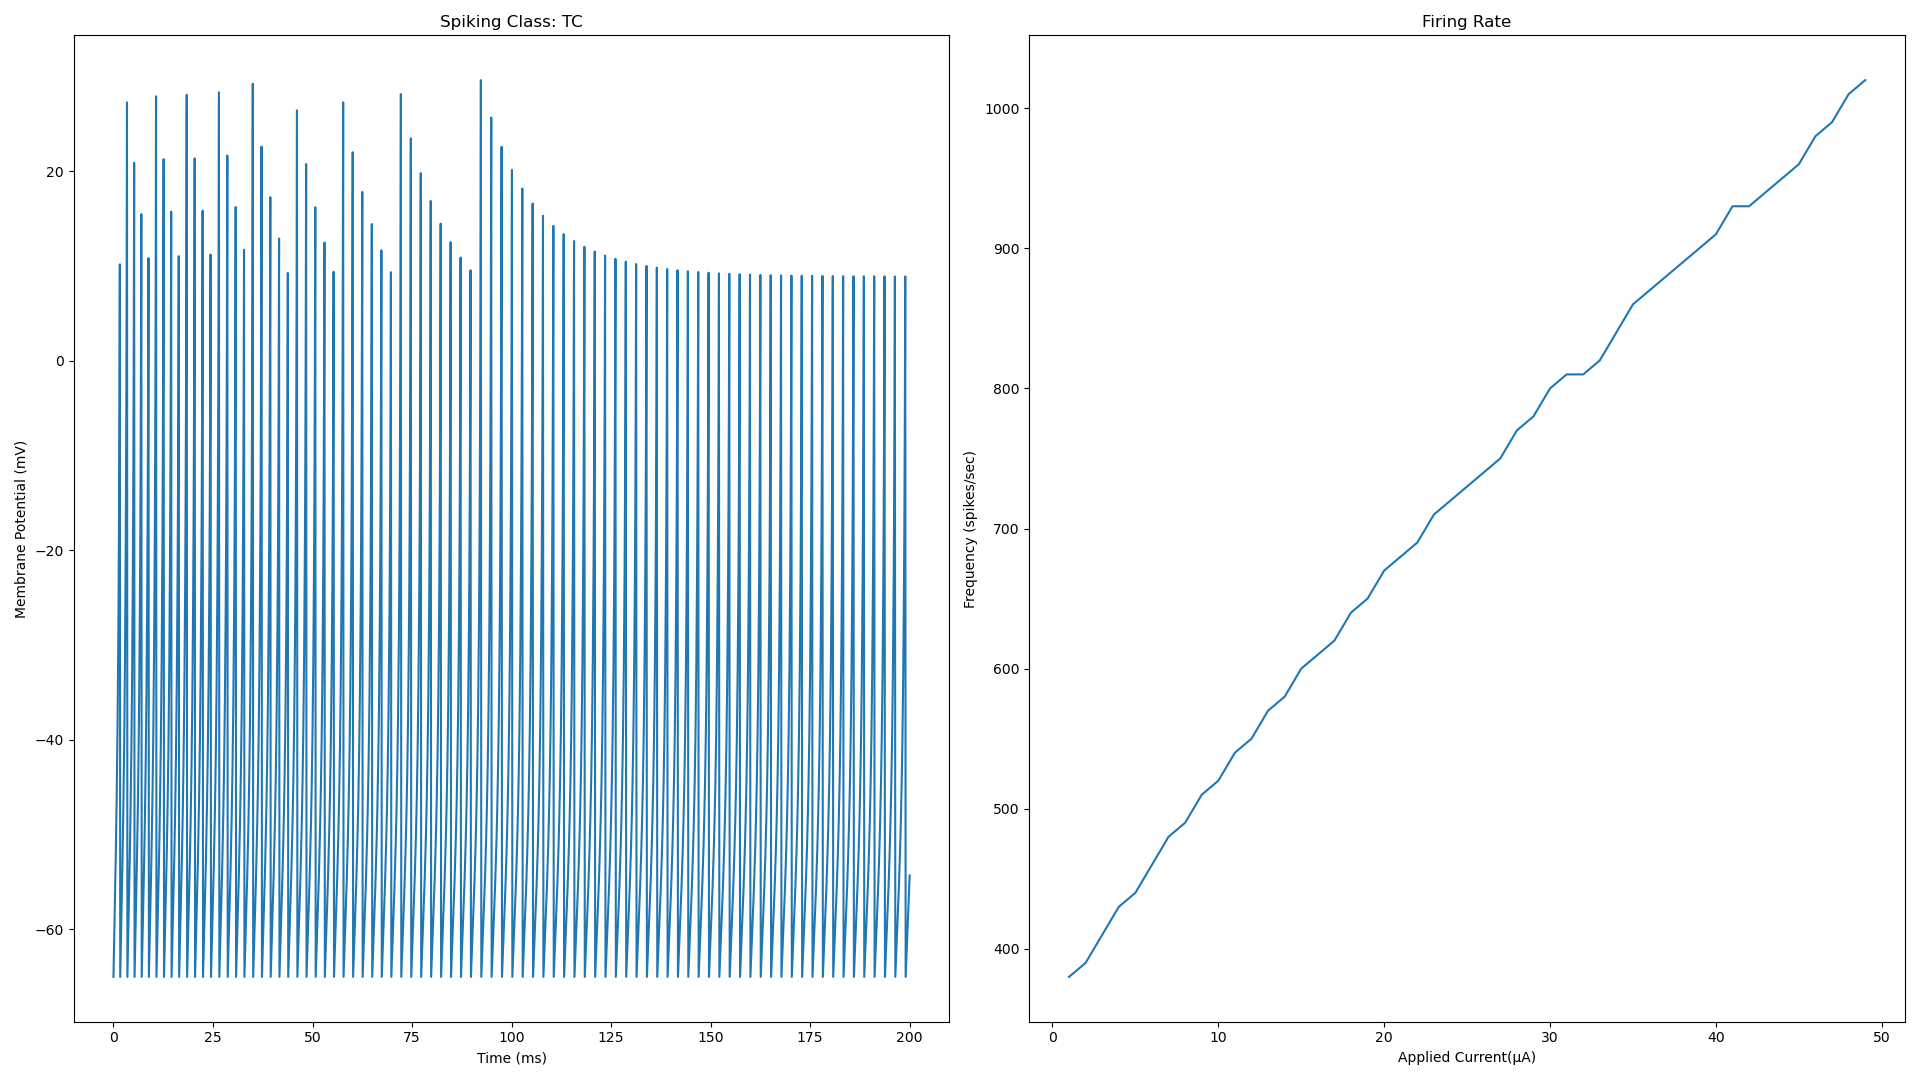 Spiking Class: TC
Membrane Potential (mV)
20
0
−20
−40
−60
0 25 50 75 100 125 150 175 200
Time (ms)
Firing Rate
Frequency (spikes/sec)
1000
900
800
700
600
500
400
0 10 20 30 40 50
Applied Current(μA)